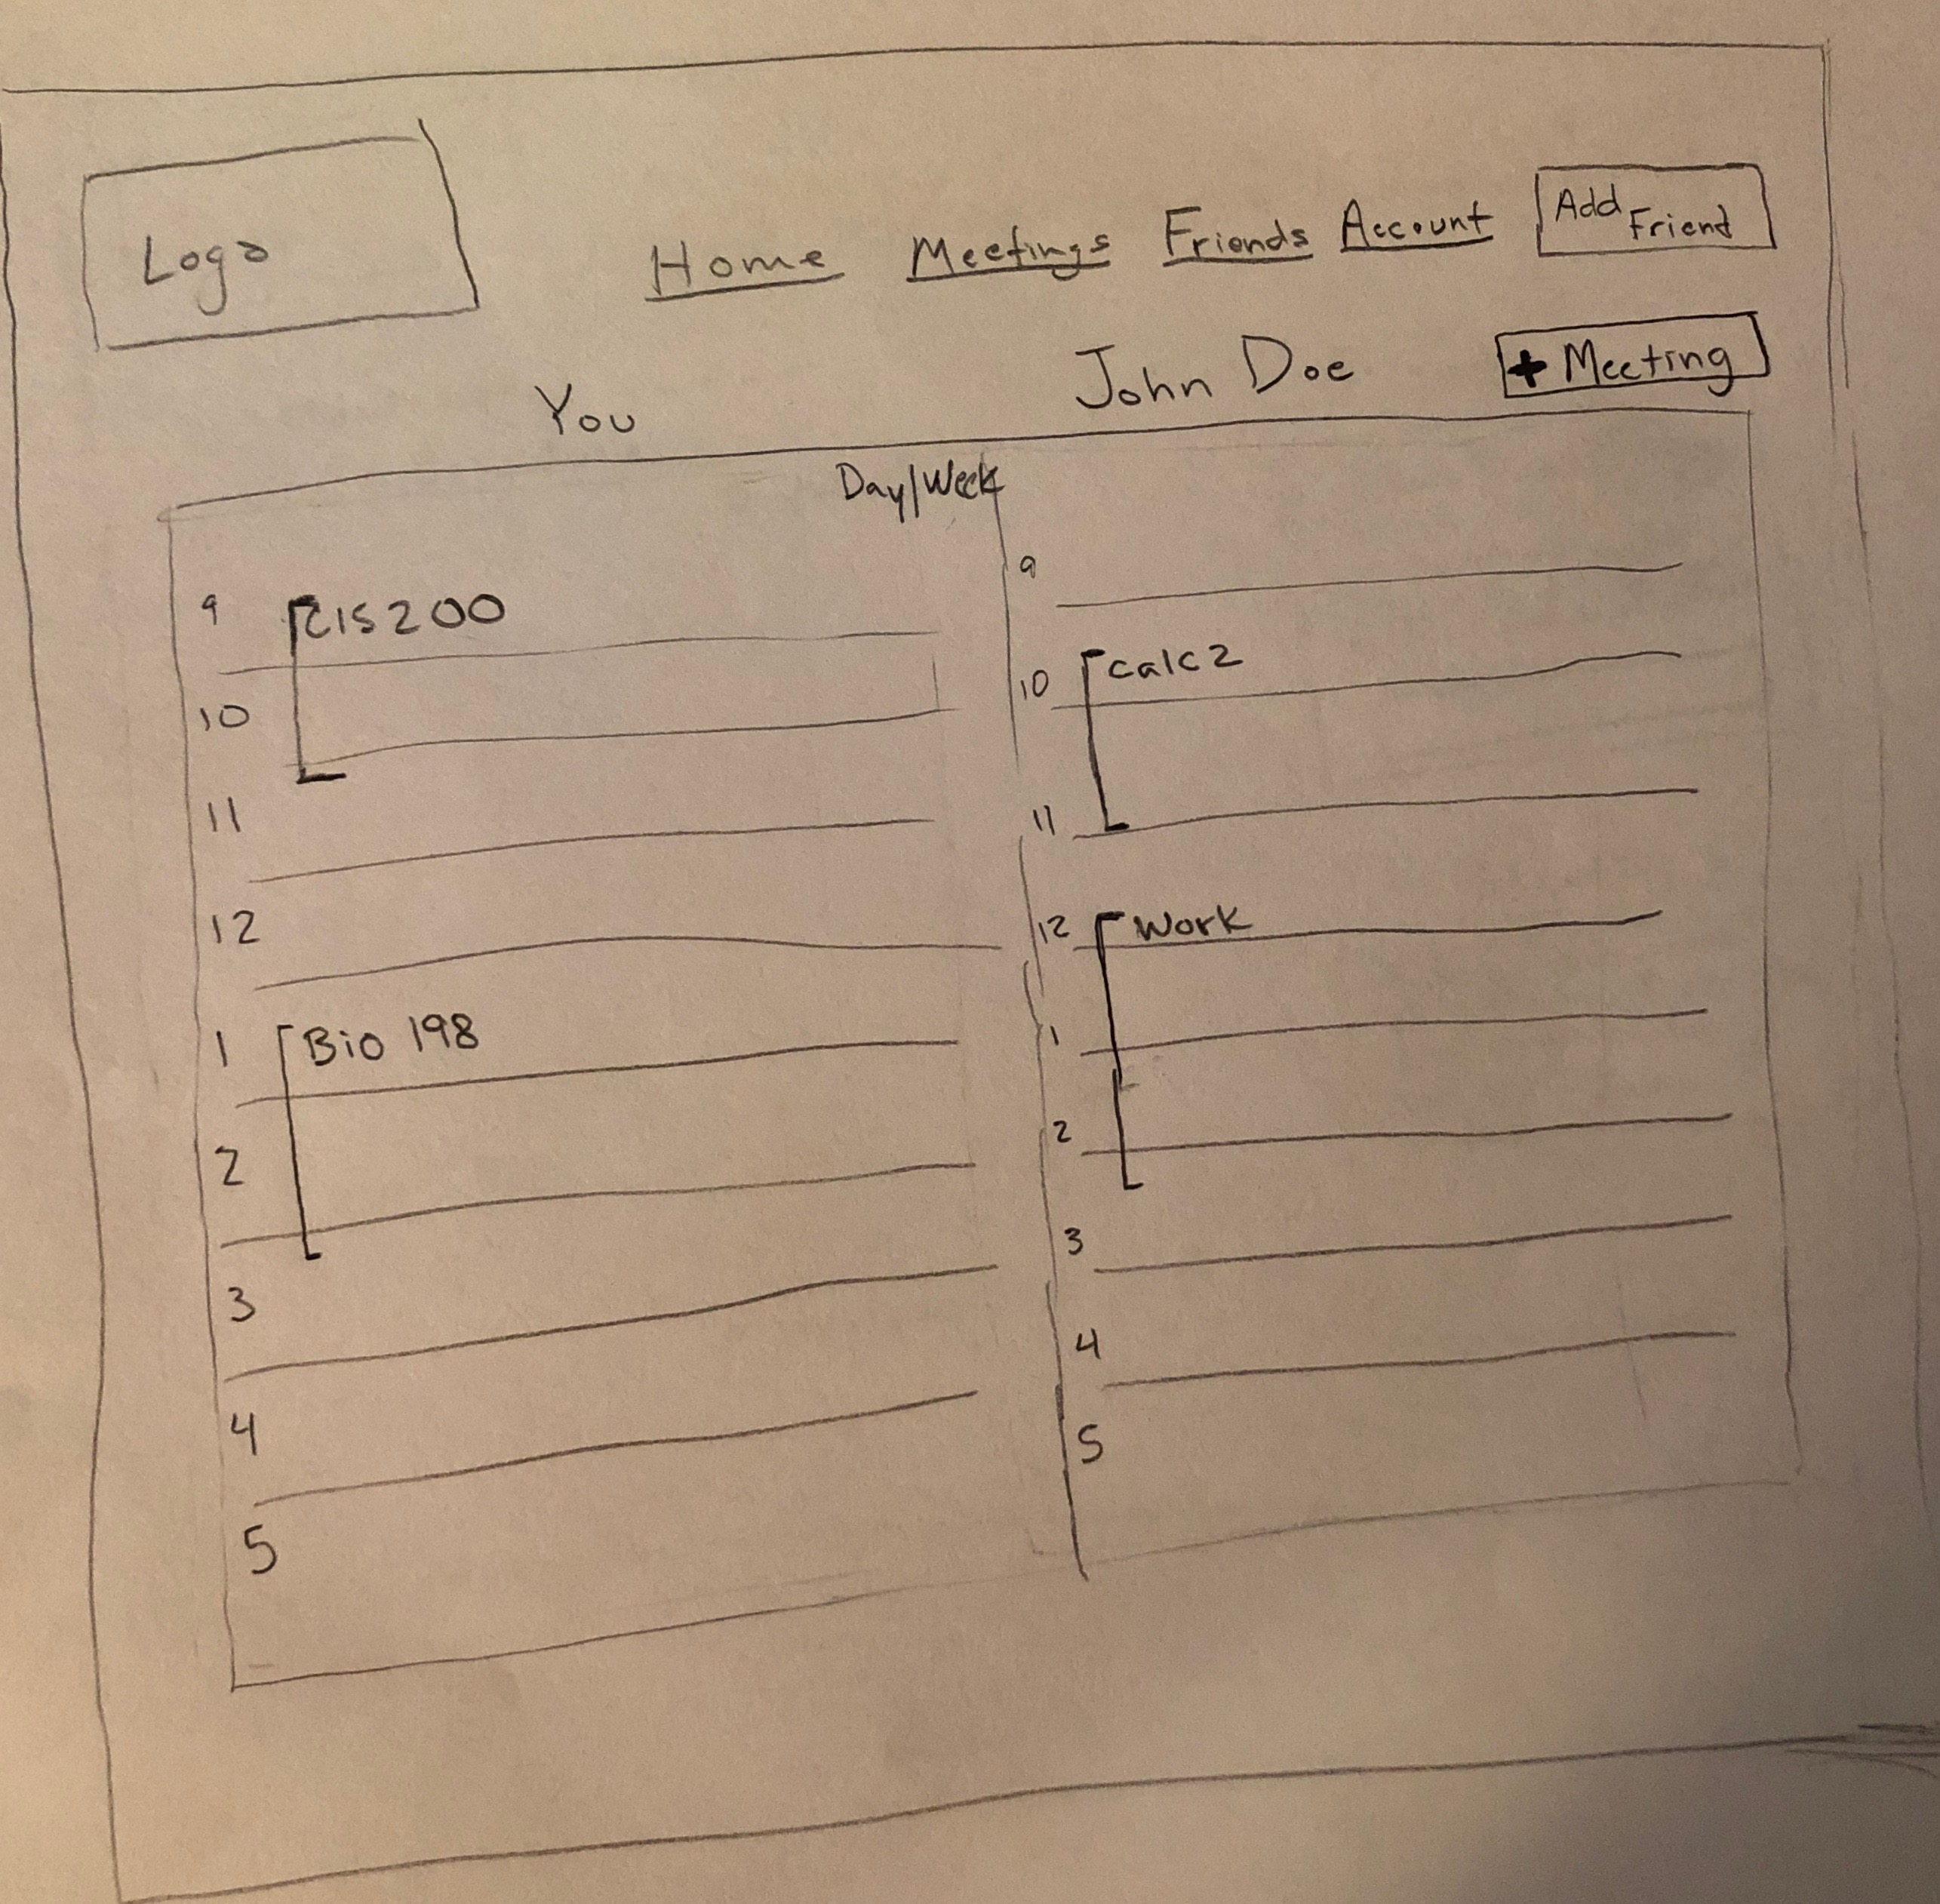 Logo
Home Meetings Friends Account Add Friend
You John Doe + Meeting
Day/Week
9 CIS 200
10
11
12
1 Bio 198
2
3
4
5
9
10 calc 2
11
12 Work
1
2
3
4
5